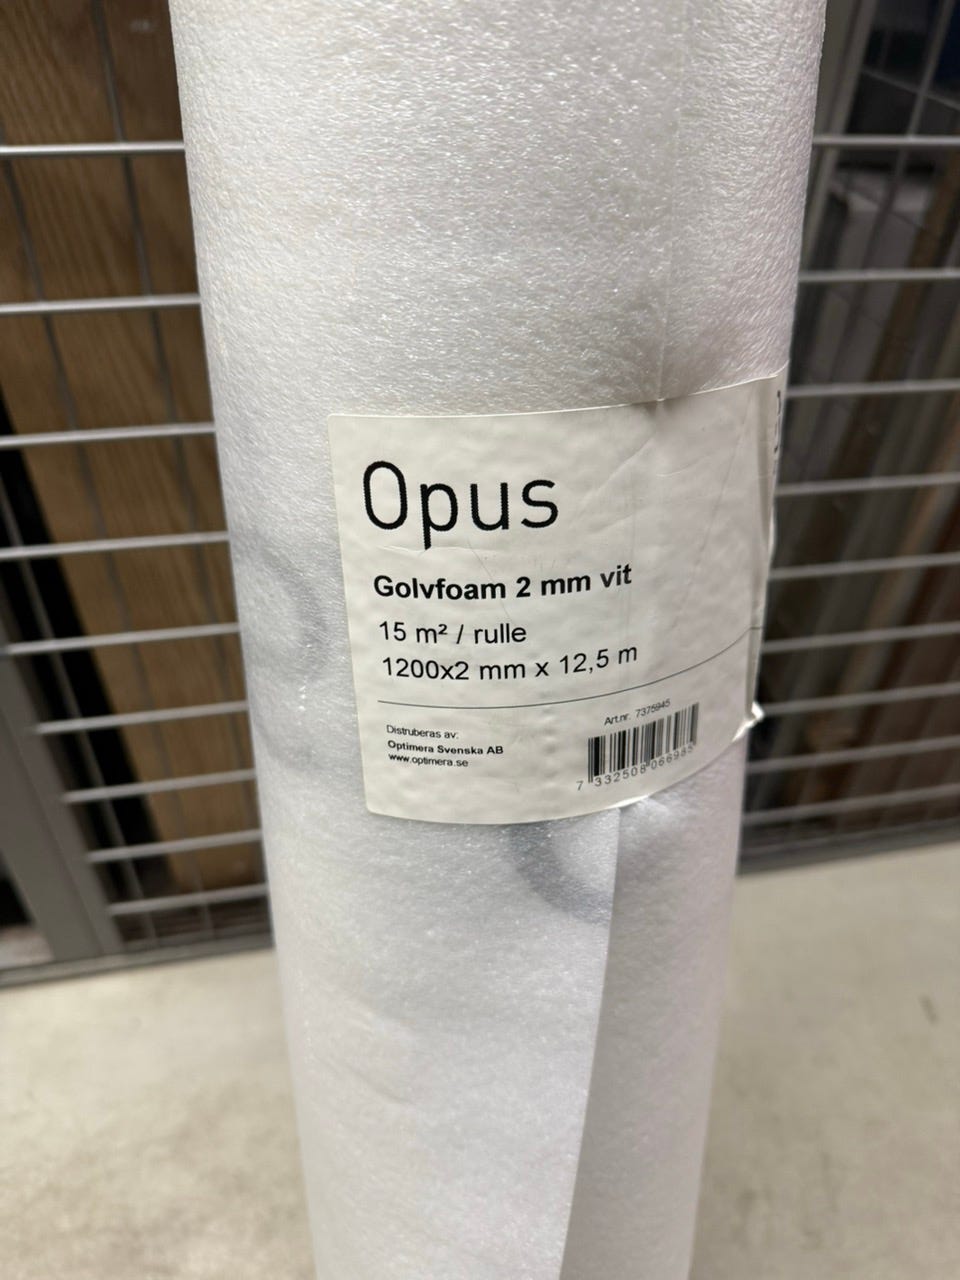 Opus
Golvfoam 2 mm vit
15 m² / rulle
1200x2 mm x 12,5 m
Distruberas av:
Optimera Svenska AB
www.optimera.se
Art.nr. 7375945
7 332508 066985